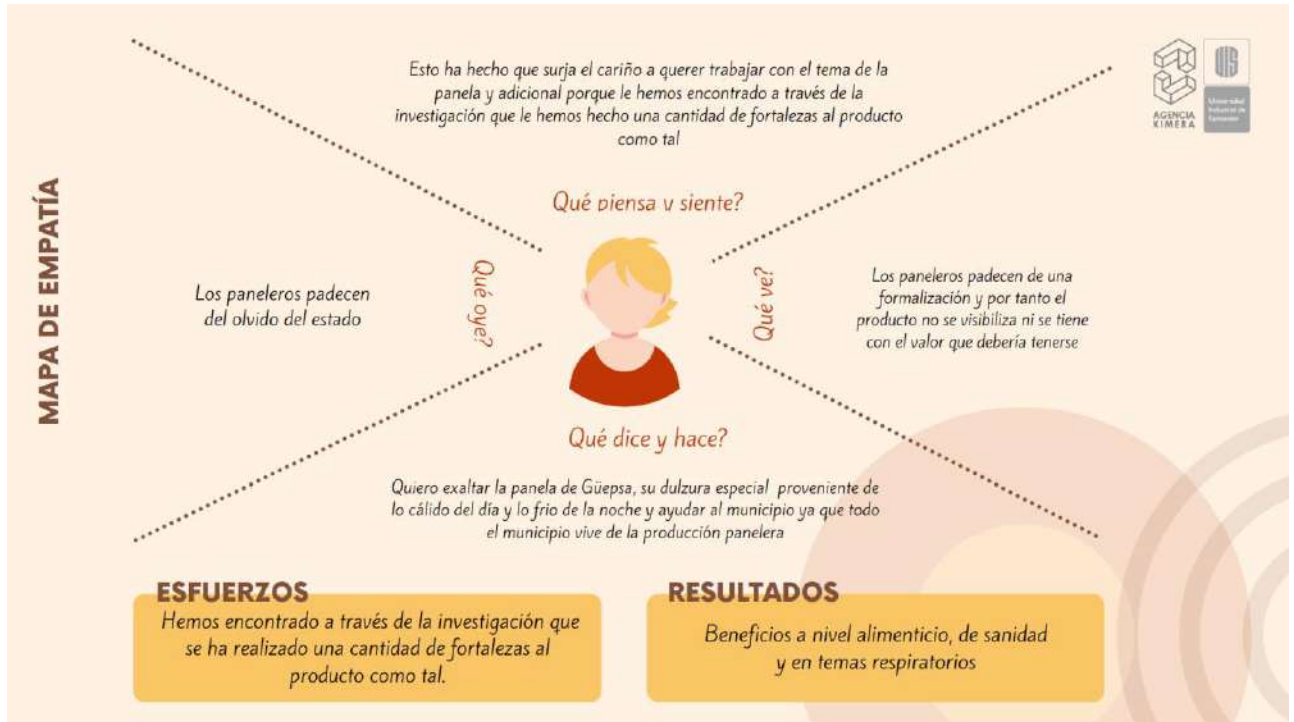 MAPA DE EMPATÍA
Esto ha hecho que surja el cariño a querer trabajar con el tema de la
panela y adicional porque le hemos encontrado a través de la
investigación que le hemos hecho una cantidad de fortalezas al producto
como tal
AGENCIA
KIMERA
UIS
Universidad
Industrial de
Santander
Qué piensa y siente?
Qué oye?
Los paneleros padecen
del olvido del estado
Qué ve?
Los paneleros padecen de una
formalización y por tanto el
producto no se visibiliza ni se tiene
con el valor que debería tenerse
Qué dice y hace?
Quiero exaltar la panela de Güepsa, su dulzura especial proveniente de
lo cálido del día y lo frio de la noche y ayudar al municipio ya que todo
el municipio vive de la producción panelera
ESFUERZOS
Hemos encontrado a través de la investigación que
se ha realizado una cantidad de fortalezas al
producto como tal.
RESULTADOS
Beneficios a nivel alimenticio, de sanidad
y en temas respiratorios